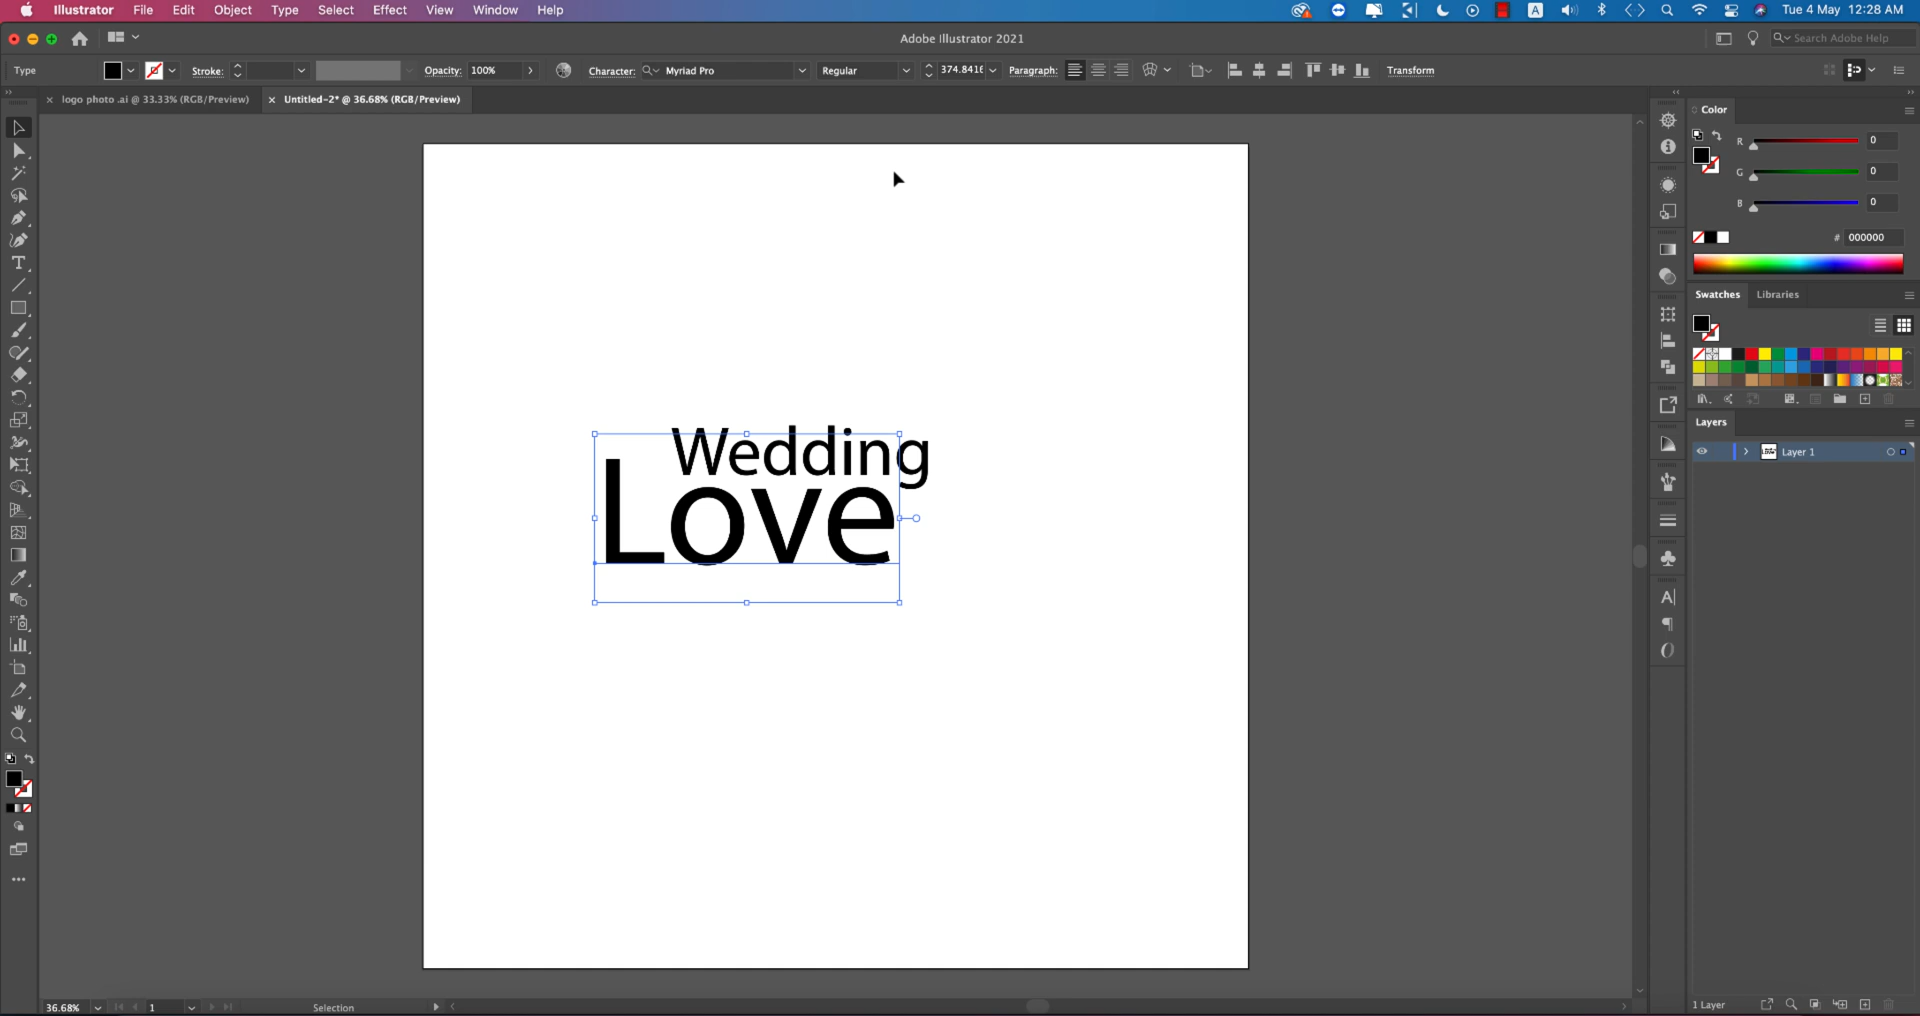 Illustrator File Edit Object Type Select Effect View Window Help
A
Tue 4 May 12:28 AM
Adobe Illustrator 2021
Search Adobe Help
Type
Stroke:
Opacity: 100%
Character: Myriad Pro
Regular
374.8416
Paragraph:
Transform
logo photo .ai @ 33.33% (RGB/Preview)
Untitled-2* @ 36.68% (RGB/Preview)
Color
R 0
G 0
B 0
# 000000
Swatches Libraries
Layers
Layer 1
Wedding
Love
36.68%
1
Selection
1 Layer